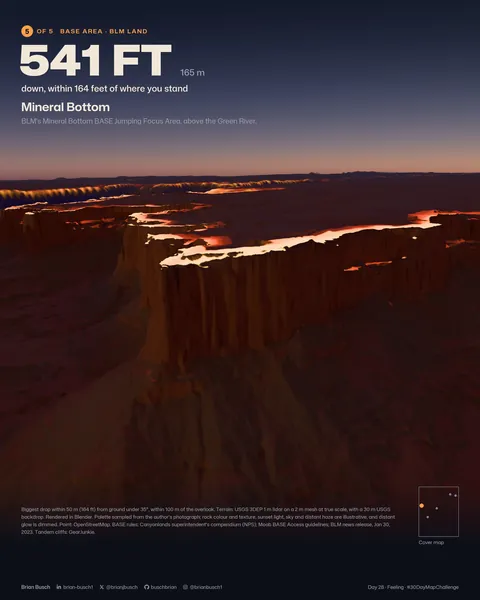 5 OF 5 BASE AREA · BLM LAND
541 FT 165 m
down, within 164 feet of where you stand
Mineral Bottom
BLM's Mineral Bottom BASE Jumping Focus Area, above the Green River.
Biggest drop within 50 m (164 ft) from ground under 35°, within 100 m of the overlook. Terrain: USGS 3DEP 1 m lidar on a 2 m mesh at true scale, with a 30 m USGS
backdrop. Rendered in Blender. Palette sampled from the author's photograph; rock colour and texture, sunset light, sky and distant haze are illustrative, and distant
glow is dimmed. Point: OpenStreetMap. BASE rules: Canyonlands superintendent's compendium (NPS); Moab BASE Access guidelines; BLM news release, Jan 30,
2023. Tandem cliffs: GearJunkie.
Cover map
Brian Busch brian-busch1 @brianjbusch buschbrian @brianbusch1
Day 26 · Feeling · #30DayMapChallenge